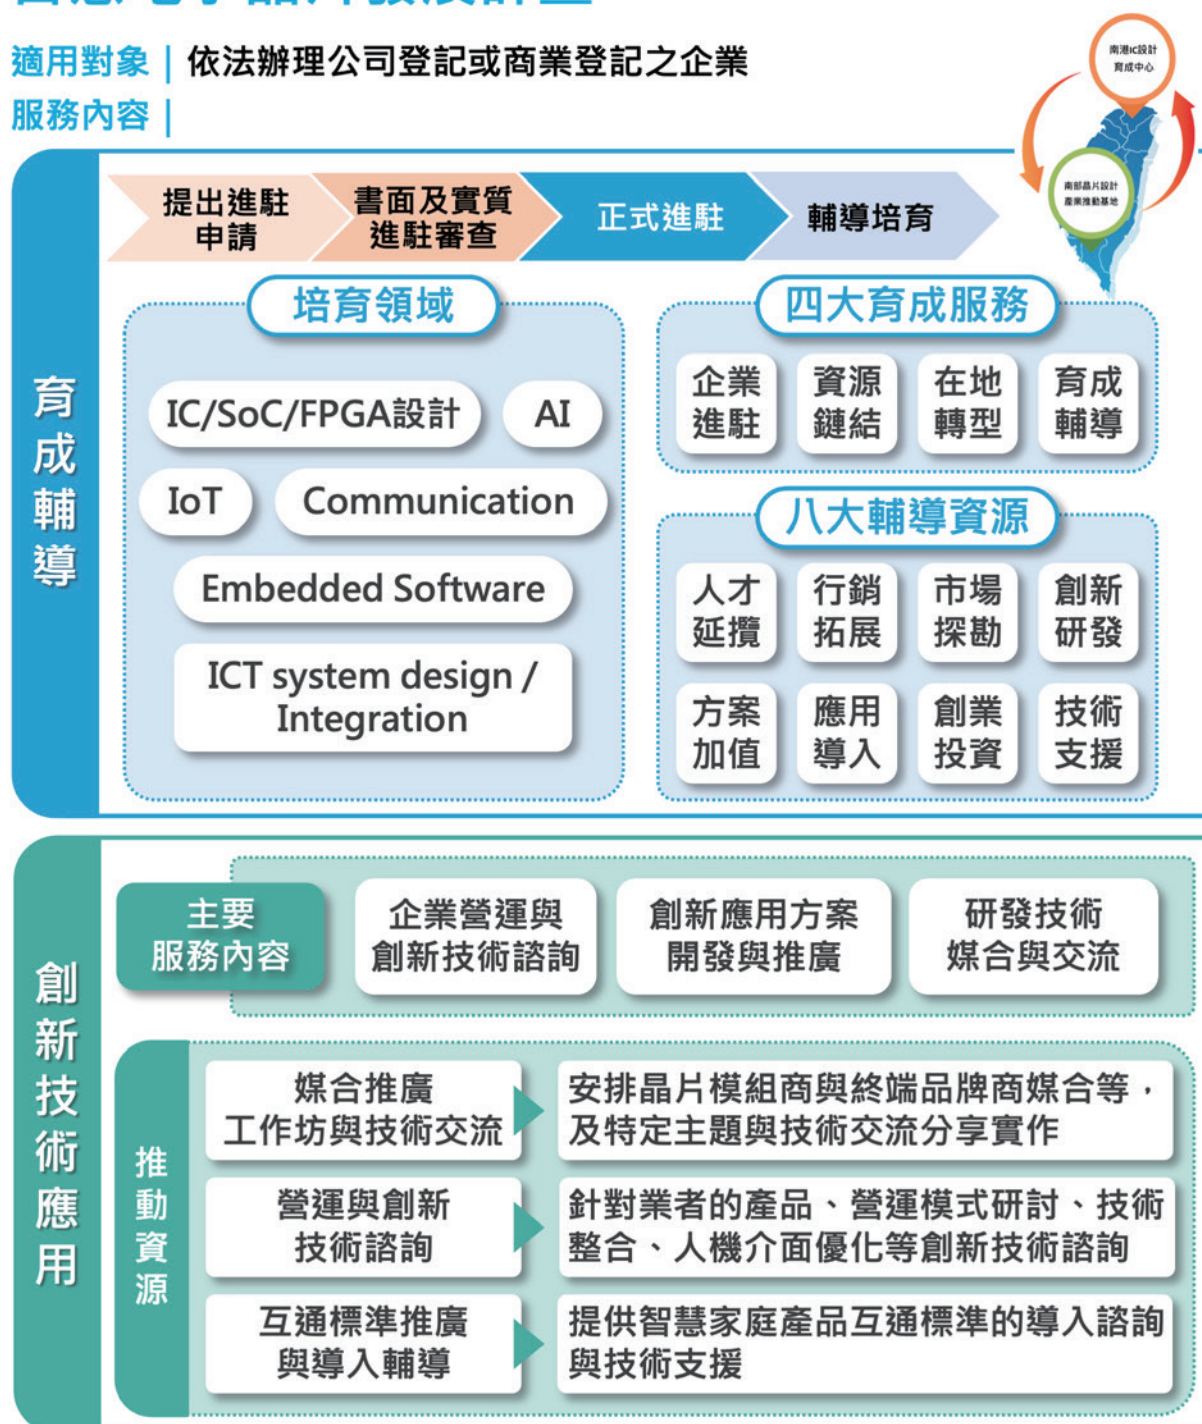 適用對象｜依法辦理公司登記或商業登記之企業
服務內容｜
南港IC設計
育成中心
南部晶片設計
產業推動基地
育成輔導
提出進駐
申請
書面及實質
進駐審查
正式進駐
輔導培育
培育領域
IC/SoC/FPGA設計
AI
IoT
Communication
Embedded Software
ICT system design /
Integration
四大育成服務
企業
進駐
資源
鏈結
在地
轉型
育成
輔導
八大輔導資源
人才
延攬
行銷
拓展
市場
探勘
創新
研發
方案
加值
應用
導入
創業
投資
技術
支援
創新技術應用
主要
服務內容
企業營運與
創新技術諮詢
創新應用方案
開發與推廣
研發技術
媒合與交流
推動資源
媒合推廣
工作坊與技術交流
安排晶片模組商與終端品牌商媒合等，
及特定主題與技術交流分享實作
營運與創新
技術諮詢
針對業者的產品、營運模式研討、技術
整合、人機介面優化等創新技術諮詢
互通標準推廣
與導入輔導
提供智慧家庭產品互通標準的導入諮詢
與技術支援